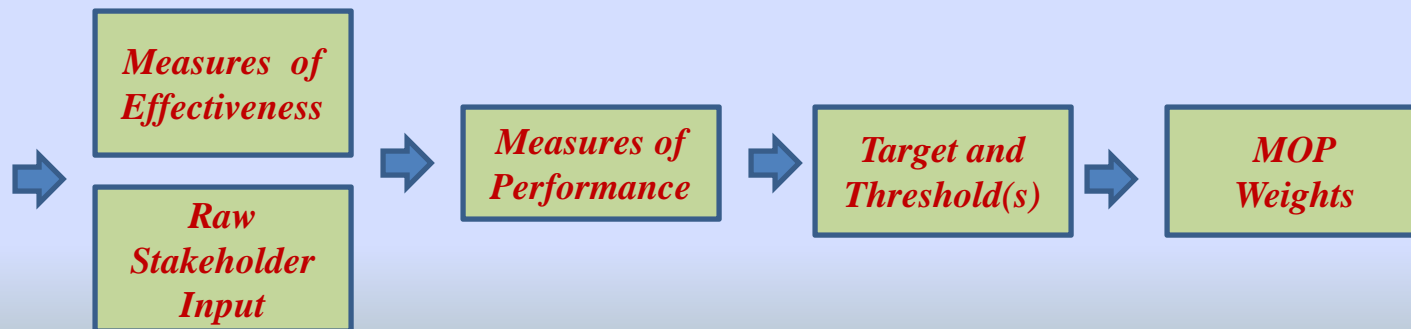 Measures of
Effectiveness
Raw
Stakeholder
Input
Measures of
Performance
Target and
Threshold(s)
MOP
Weights